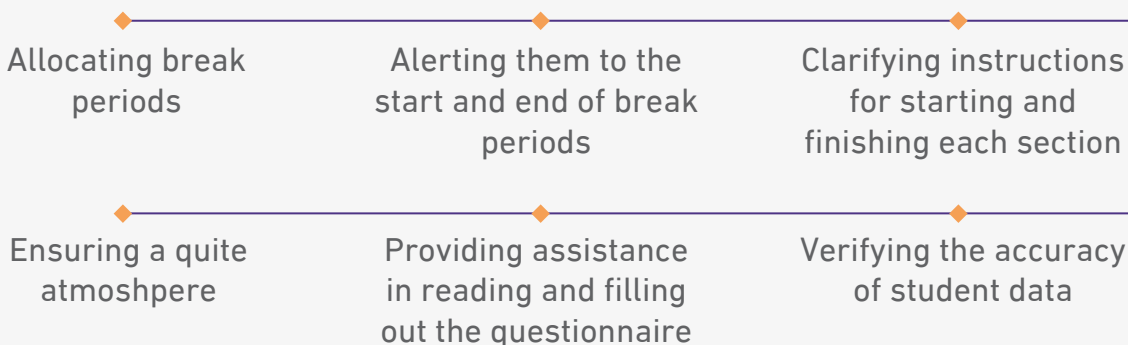 Allocating break
periods
Alerting them to the
start and end of break
periods
Clarifying instructions
for starting and
finishing each section
Ensuring a quite
atmoshpere
Providing assistance
in reading and filling
out the questionnaire
Verifying the accuracy
of student data